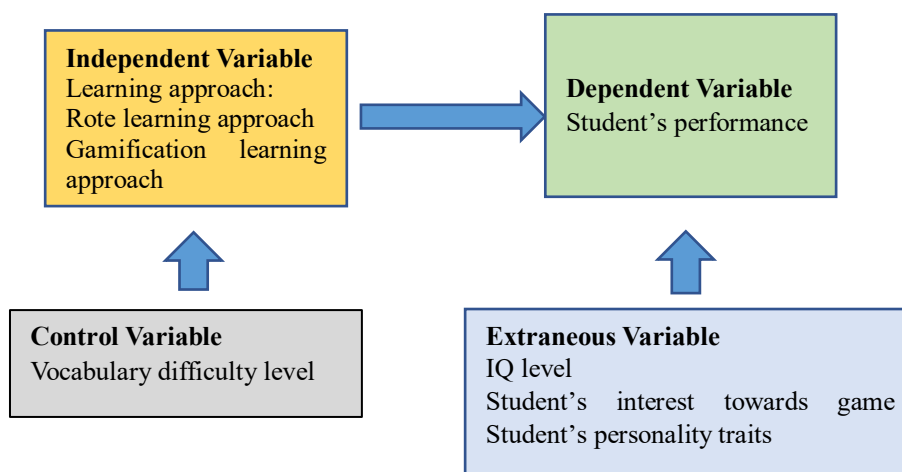 Independent Variable
Learning approach:
Rote learning approach
Gamification learning
approach
Dependent Variable
Student’s performance
Control Variable
Vocabulary difficulty level
Extraneous Variable
IQ level
Student’s interest towards game
Student’s personality traits